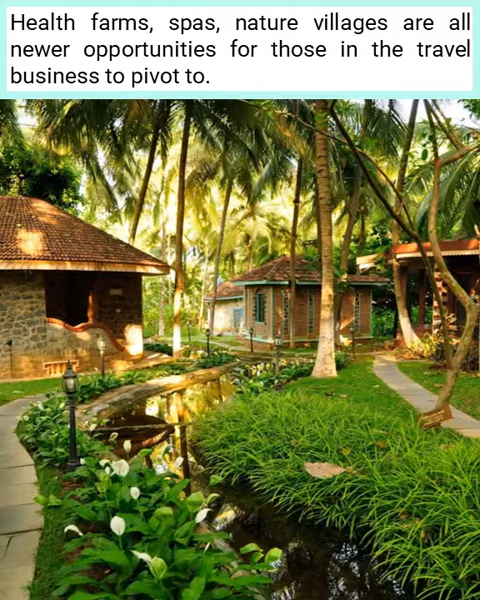 Health farms, spas, nature villages are all
newer opportunities for those in the travel
business to pivot to.